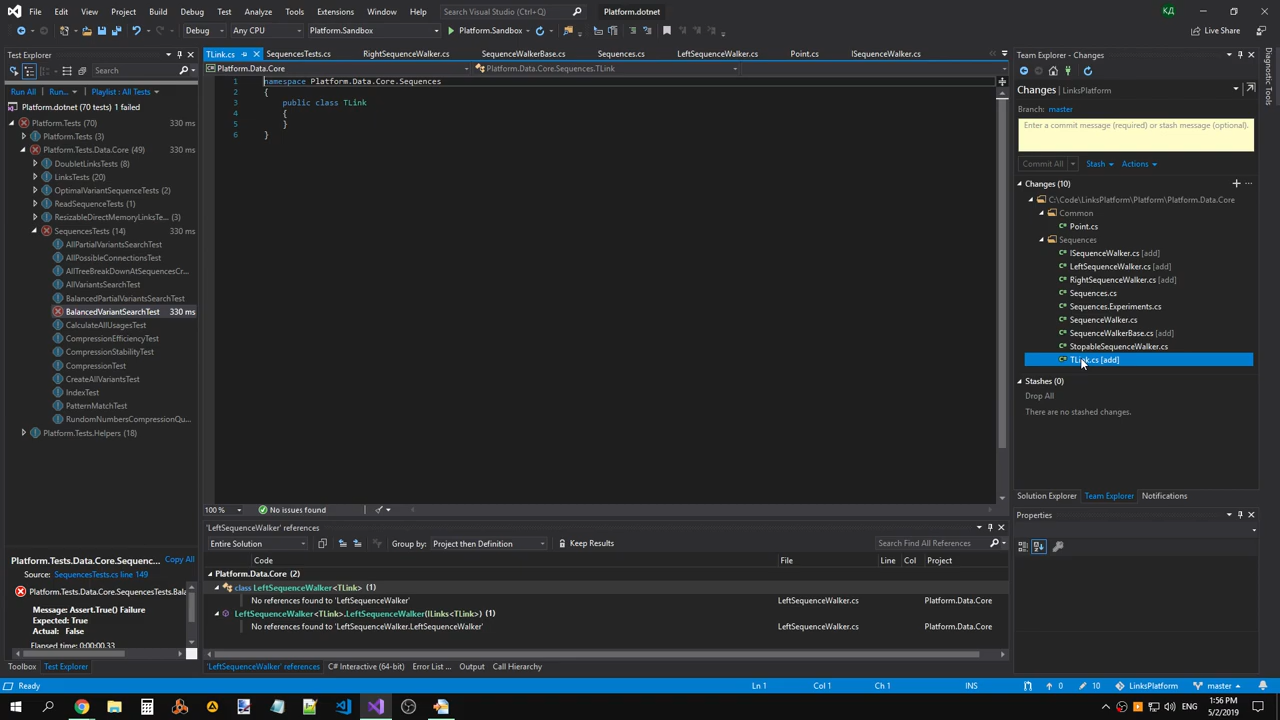 File Edit View Project Build Debug Test Analyze Tools Extensions Window Help Search Visual Studio (Ctrl+Q) Platform.dotnet КД
Debug Any CPU Platform.Sandbox Platform.Sandbox Live Share
Test Explorer
Search
Run All Run... Playlist : All Tests
Platform.dotnet (70 tests) 1 failed
Platform.Tests (70) 330 ms
Platform.Tests (3)
Platform.Tests.Data.Core (49) 330 ms
DoubletLinksTests (8)
LinksTests (20)
OptimalVariantSequenceTests (2)
ReadSequenceTests (1)
ResizableDirectMemoryLinksTe... (3)
SequencesTests (14) 330 ms
AllPartialVariantsSearchTest
AllPossibleConnectionsTest
AllTreeBreakDownAtSequencesCr...
AllVariantsSearchTest
BalancedPartialVariantsSearchTest
BalancedVariantSearchTest 330 ms
CalculateAllUsagesTest
CompressionEfficiencyTest
CompressionStabilityTest
CompressionTest
CreateAllVariantsTest
IndexTest
PatternMatchTest
RundomNumbersCompressionQu...
Platform.Tests.Helpers (18)
Platform.Tests.Data.Core.Sequenc... Copy All
Source: SequencesTests.cs line 149
Platform.Tests.Data.Core.SequencesTests.Bala
Message: Assert.True() Failure
Expected: True
Actual: False
Elapsed time: 0:00:00.33
Toolbox Test Explorer
TLink.cs SequencesTests.cs RightSequenceWalker.cs SequenceWalkerBase.cs Sequences.cs LeftSequenceWalker.cs Point.cs ISequenceWalker.cs
Platform.Data.Core Platform.Data.Core.Sequences.TLink
1 namespace Platform.Data.Core.Sequences
2 {
3 public class TLink
4 {
5 }
6 }
100 % No issues found
'LeftSequenceWalker' references
Entire Solution Group by: Project then Definition Keep Results Search Find All References
Code File Line Col Project
Platform.Data.Core (2)
class LeftSequenceWalker<TLink> (1)
No references found to 'LeftSequenceWalker' LeftSequenceWalker.cs Platform.Data.Core
LeftSequenceWalker<TLink>.LeftSequenceWalker(ILinks<TLink>) (1)
No references found to 'LeftSequenceWalker.LeftSequenceWalker' LeftSequenceWalker.cs Platform.Data.Core
'LeftSequenceWalker' references C# Interactive (64-bit) Error List ... Output Call Hierarchy
Team Explorer - Changes
Changes | LinksPlatform
Branch: master
Enter a commit message (required) or stash message (optional).
Commit All Stash Actions
Changes (10)
C:\Code\LinksPlatform\Platform\Platform.Data.Core
Common
Point.cs
Sequences
ISequenceWalker.cs [add]
LeftSequenceWalker.cs [add]
RightSequenceWalker.cs [add]
Sequences.cs
Sequences.Experiments.cs
SequenceWalker.cs
SequenceWalkerBase.cs [add]
StopableSequenceWalker.cs
TLink.cs [add]
Stashes (0)
Drop All
There are no stashed changes.
Solution Explorer Team Explorer Notifications
Properties
Diagnostic Tools
Ready Ln 1 Col 1 Ch 1 INS 0 10 LinksPlatform master
ENG 1:56 PM
5/2/2019